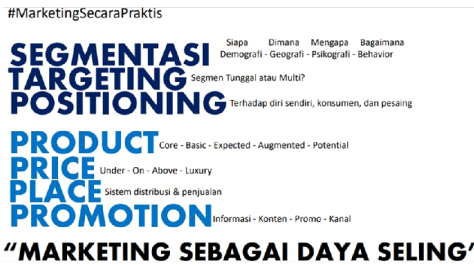 #MarketingSecaraPraktis
Siapa Dimana Mengapa Bagaimana
SEGMENTASI Demografi - Geografi - Psikografi - Behavior
TARGETING Segmen Tunggal atau Multi?
POSITIONING Terhadap diri sendiri, konsumen, dan pesaing
PRODUCT Core - Basic - Expected - Augmented - Potential
PRICE Under - On - Above - Luxury
PLACE Sistem distribusi & penjualan
PROMOTION Informasi - Konten - Promo - Kanal
“MARKETING SEBAGAI DAYA SELING”